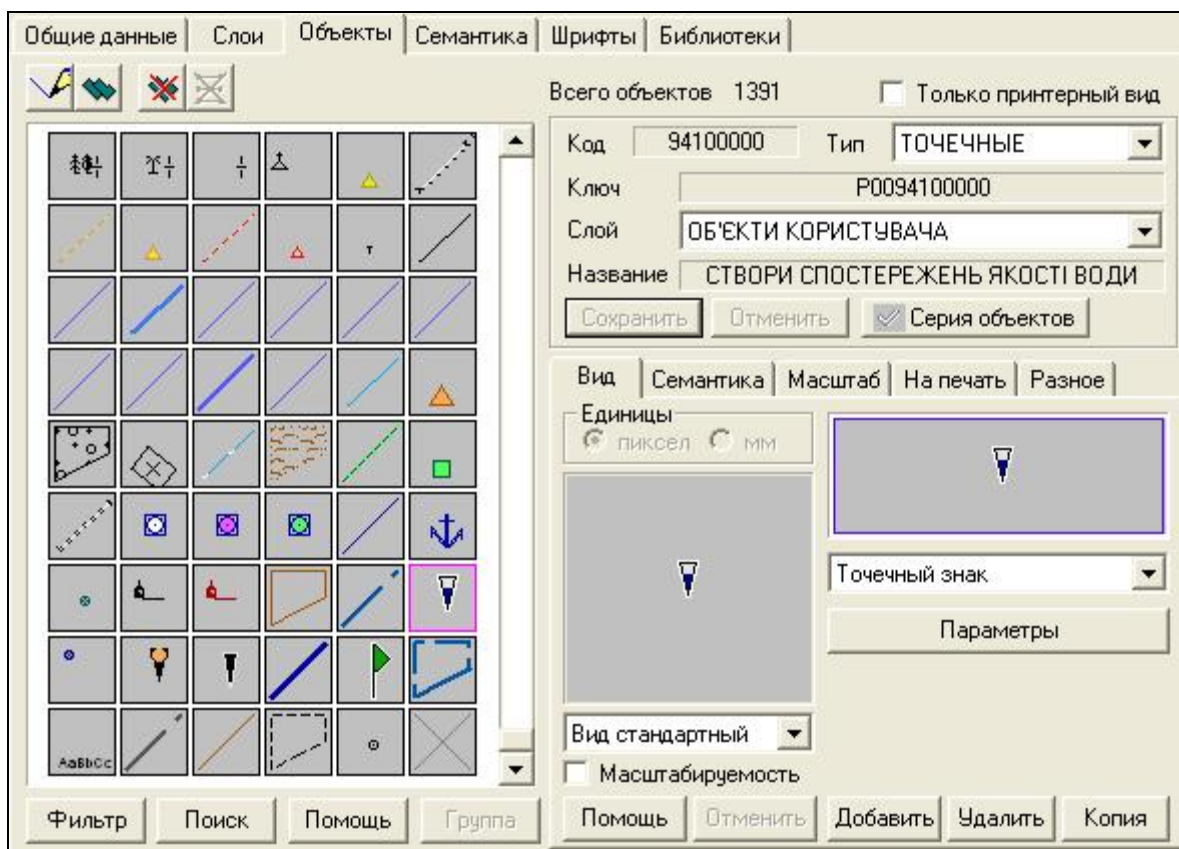 Общие данные Слои Объекты Семантика Шрифты Библиотеки
Всего объектов 1391 Только принтерный вид
Код 94100000 Тип ТОЧЕЧНЫЕ
Ключ P0094100000
Слой ОБ'ЄКТИ КОРИСТУВАЧА
Название СТВОРИ СПОСТЕРЕЖЕНЬ ЯКОСТІ ВОДИ
Сохранить Отменить Серия объектов
Вид Семантика Масштаб На печать Разное
Единицы
пиксел мм
Точечный знак
Параметры
Вид стандартный
Масштабируемость
AaBbCc
Фильтр Поиск Помощь Группа
Помощь Отменить Добавить Удалить Копия